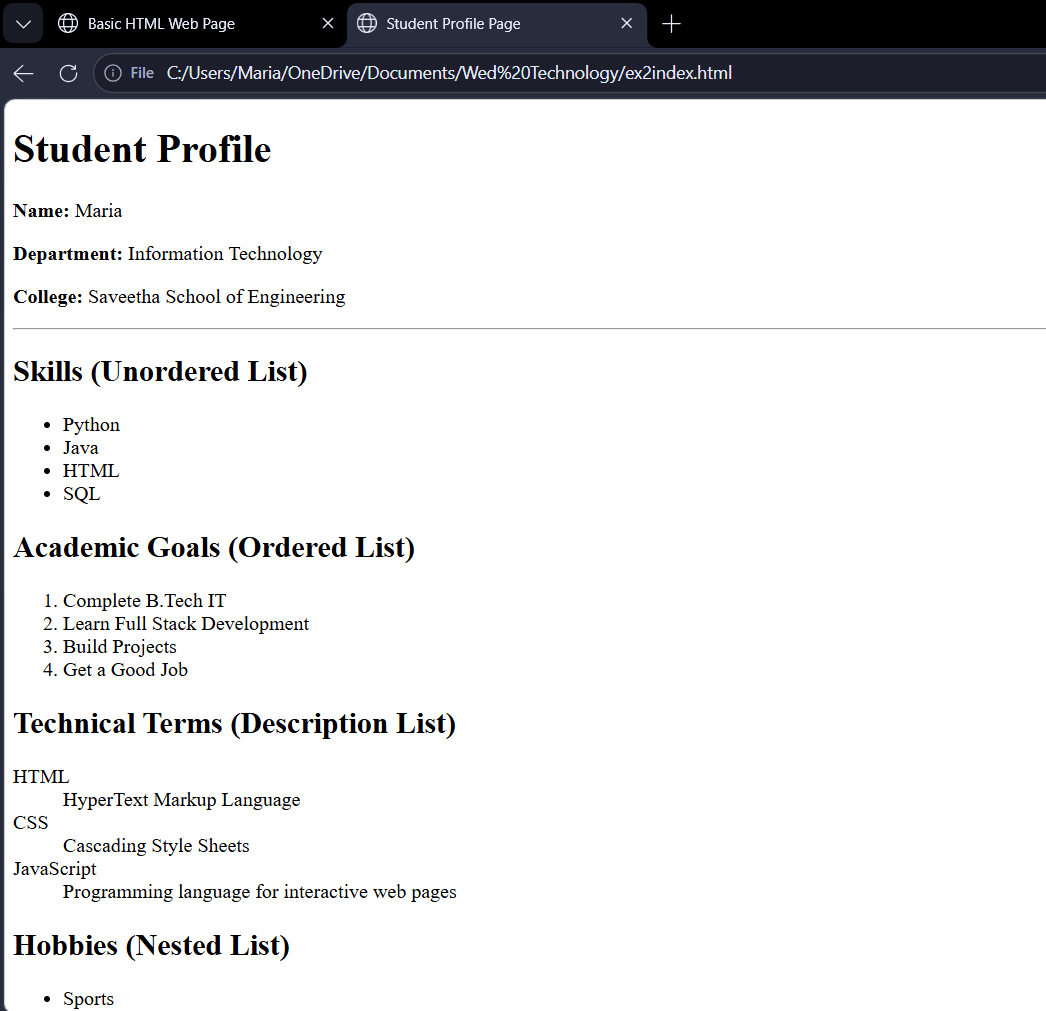 Basic HTML Web Page
Student Profile Page
File C:/Users/Maria/OneDrive/Documents/Wed%20Technology/ex2index.html
Student Profile
Name: Maria
Department: Information Technology
College: Saveetha School of Engineering
Skills (Unordered List)
• Python
• Java
• HTML
• SQL
Academic Goals (Ordered List)
1. Complete B.Tech IT
2. Learn Full Stack Development
3. Build Projects
4. Get a Good Job
Technical Terms (Description List)
HTML
HyperText Markup Language
CSS
Cascading Style Sheets
JavaScript
Programming language for interactive web pages
Hobbies (Nested List)
• Sports